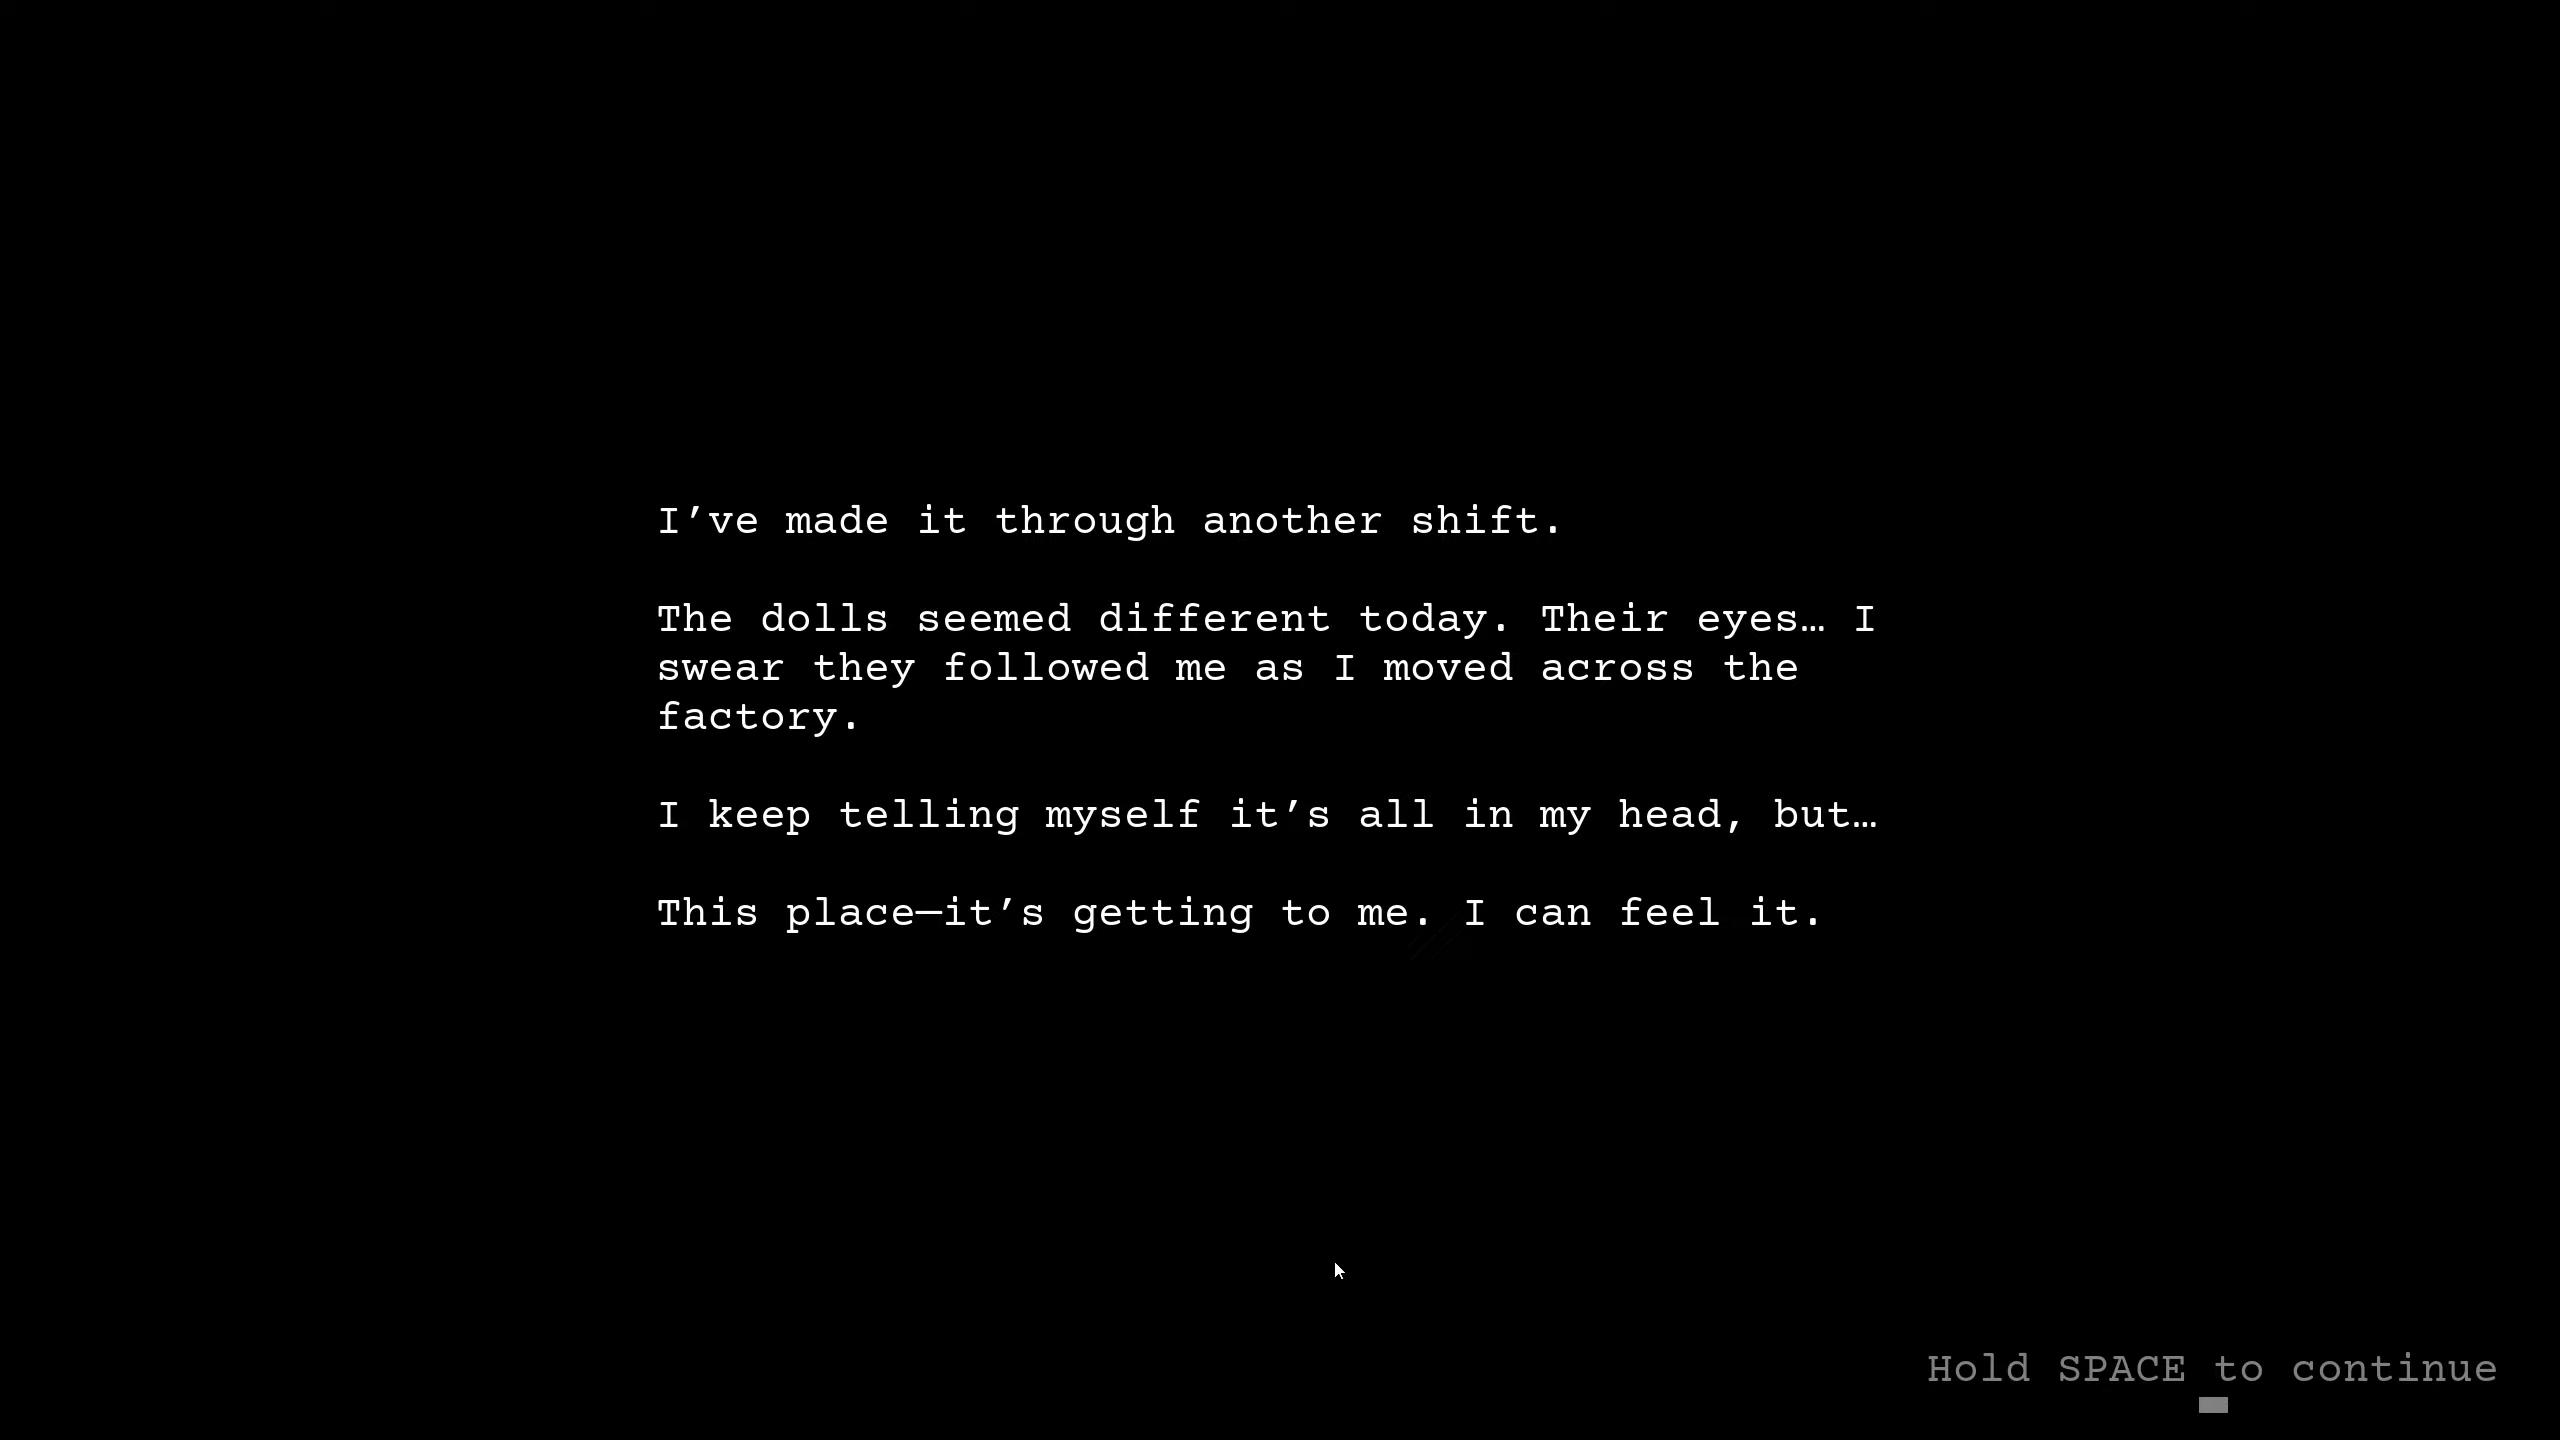 I’ve made it through another shift.
The dolls seemed different today. Their eyes… I
swear they followed me as I moved across the
factory.
I keep telling myself it’s all in my head, but…
This place—it’s getting to me. I can feel it.
Hold SPACE to continue